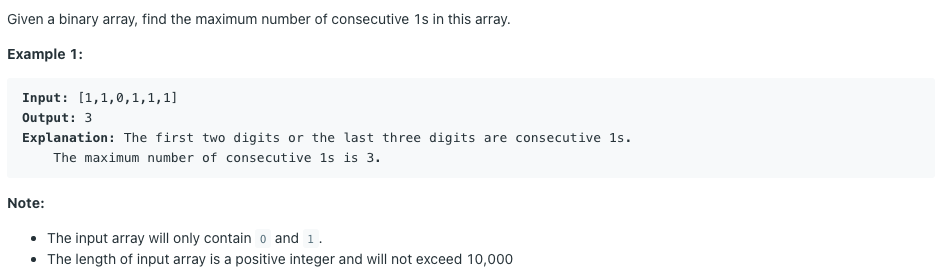 Given a binary array, find the maximum number of consecutive 1s in this array.
Example 1:
Input: [1,1,0,1,1,1]
Output: 3
Explanation: The first two digits or the last three digits are consecutive 1s.
The maximum number of consecutive 1s is 3.
Note:
• The input array will only contain 0 and 1 .
• The length of input array is a positive integer and will not exceed 10,000